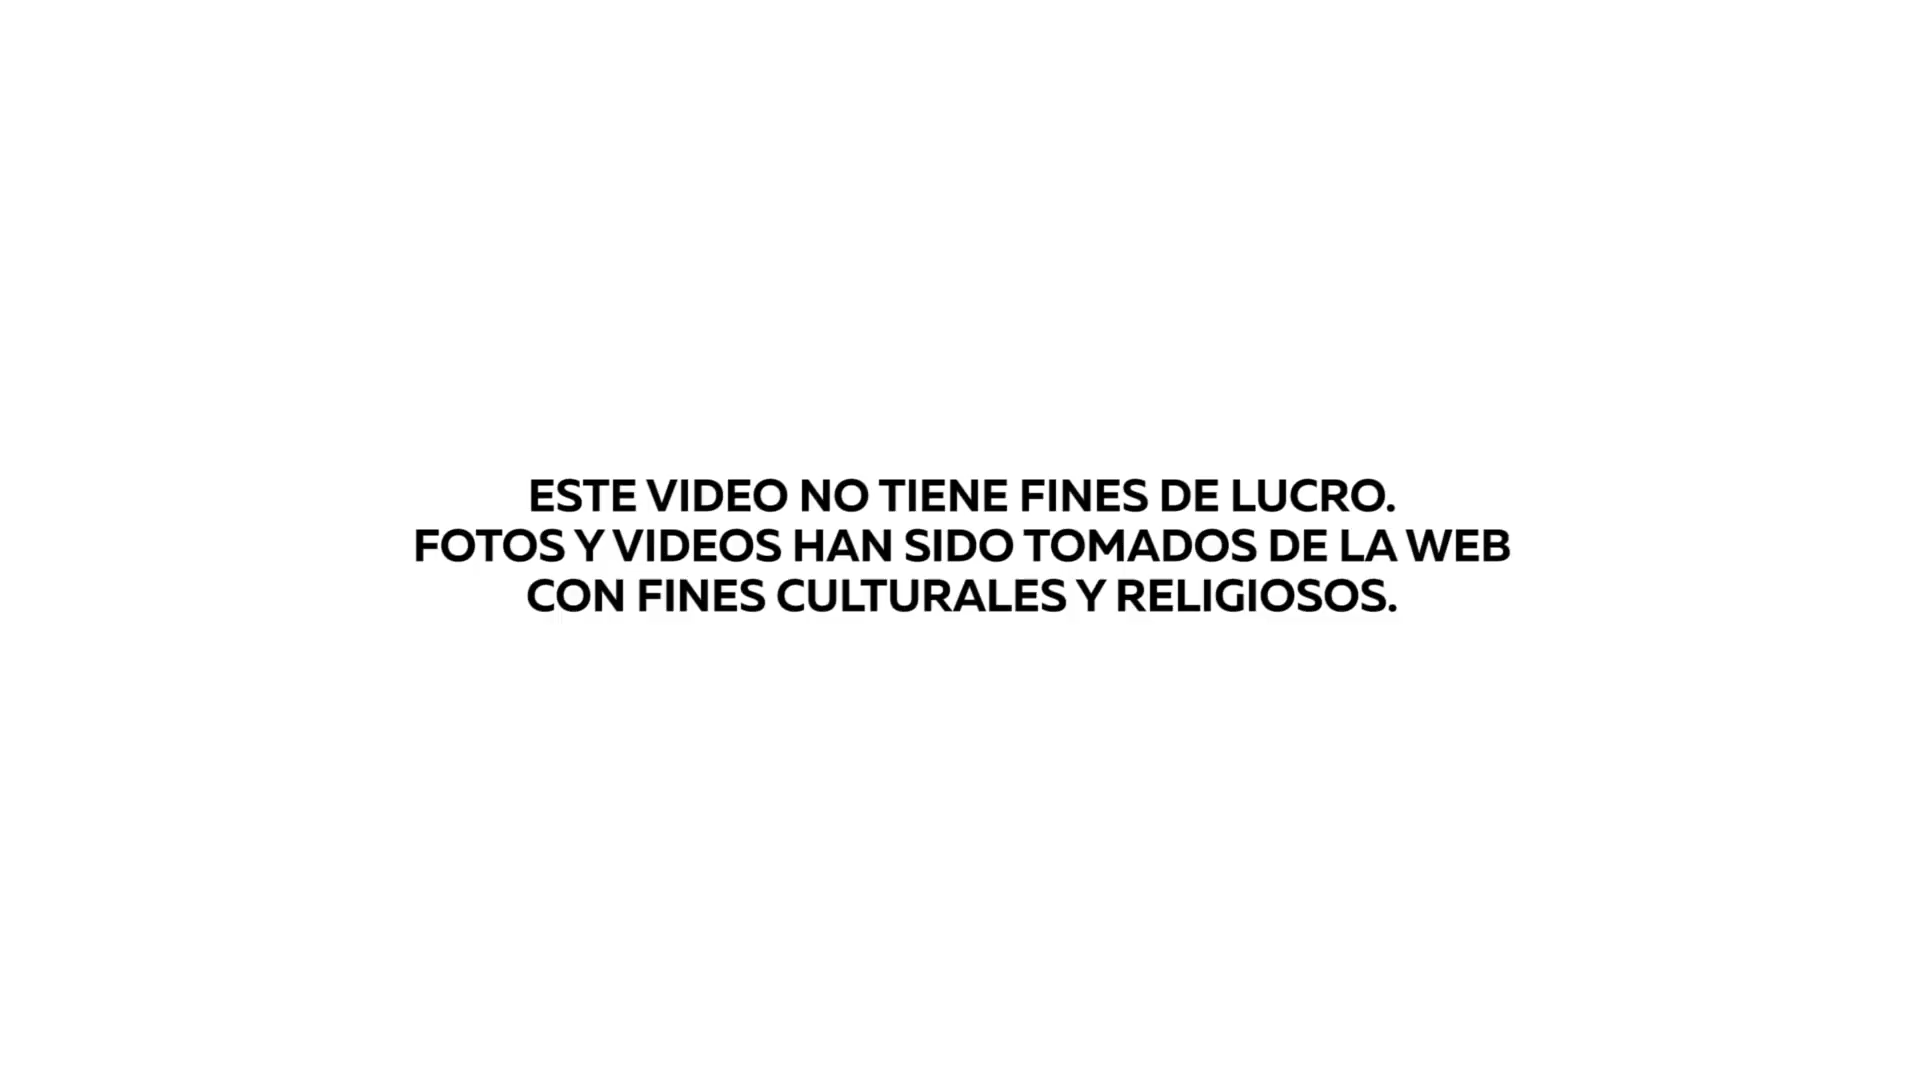 ESTE VIDEO NO TIENE FINES DE LUCRO.
FOTOS Y VIDEOS HAN SIDO TOMADOS DE LA WEB
CON FINES CULTURALES Y RELIGIOSOS.